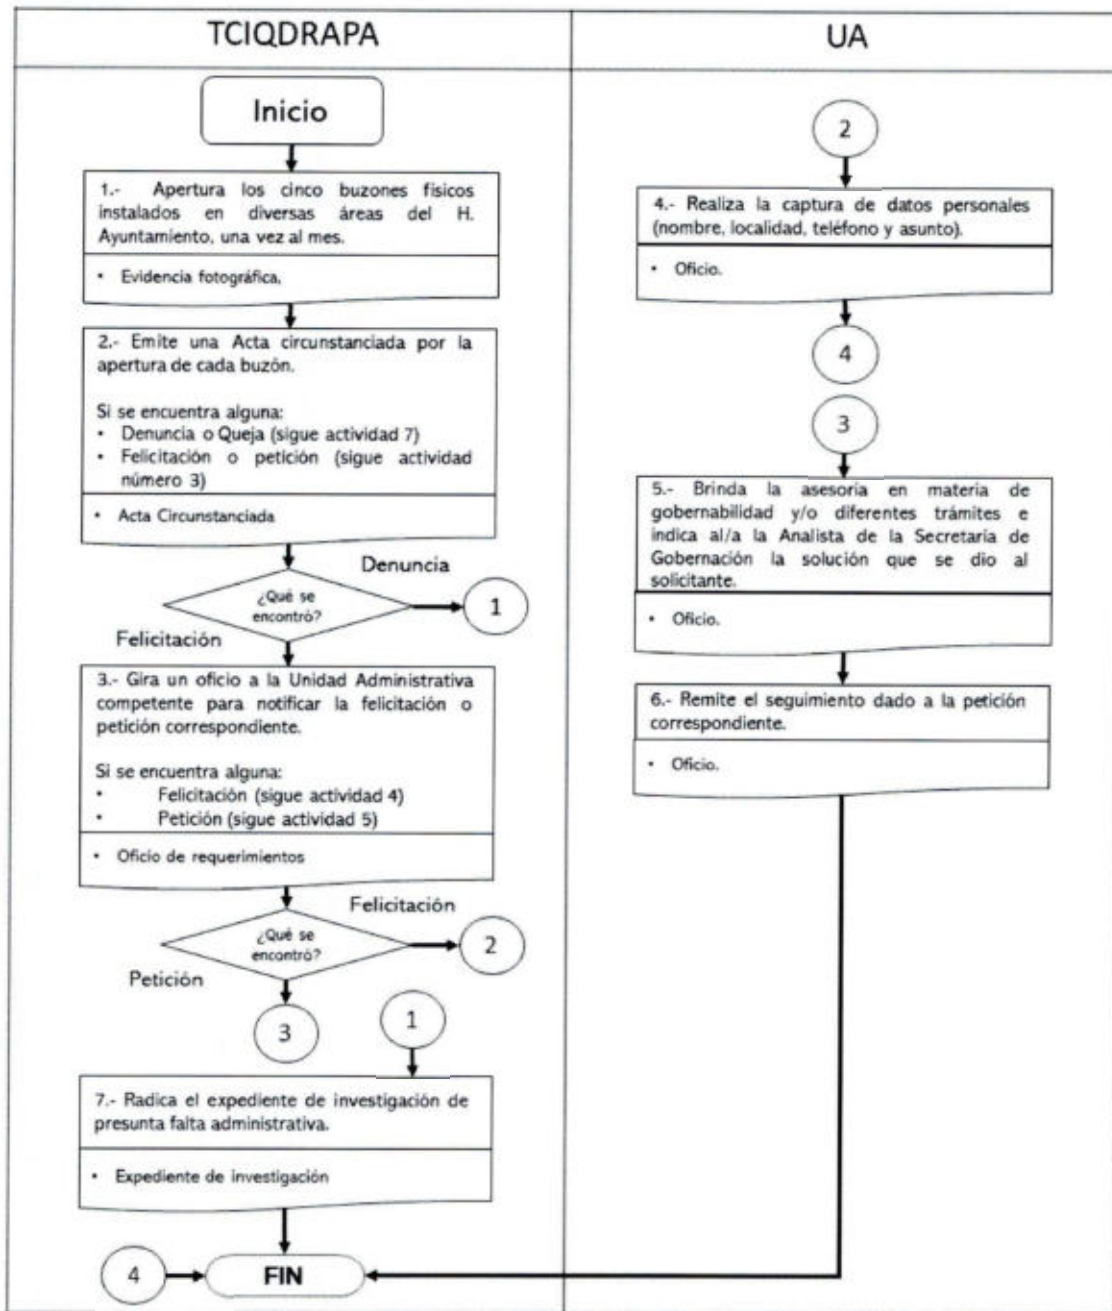 TCIQDRAPA
Inicio
1.- Apertura los cinco buzones físicos
instalados en diversas áreas del H.
Ayuntamiento, una vez al mes.
• Evidencia fotográfica.
2.- Emite una Acta circunstanciada por la
apertura de cada buzón.
Si se encuentra alguna:
• Denuncia o Queja (sigue actividad 7)
• Felicitación o petición (sigue actividad
número 3)
• Acta Circunstanciada
Denuncia
¿Qué se
encontró?
1
Felicitación
3.- Gira un oficio a la Unidad Administrativa
competente para notificar la felicitación o
petición correspondiente.
Si se encuentra alguna:
• Felicitación (sigue actividad 4)
• Petición (sigue actividad 5)
• Oficio de requerimientos
Felicitación
¿Qué se
encontró?
2
Petición
3
1
7.- Radica el expediente de investigación de
presunta falta administrativa.
• Expediente de investigación
4
FIN
UA
2
4.- Realiza la captura de datos personales
(nombre, localidad, teléfono y asunto).
• Oficio.
4
3
5.- Brinda la asesoría en materia de
gobernabilidad y/o diferentes trámites e
indica al/a la Analista de la Secretaría de
Gobernación la solución que se dio al
solicitante.
• Oficio.
6.- Remite el seguimiento dado a la petición
correspondiente.
• Oficio.